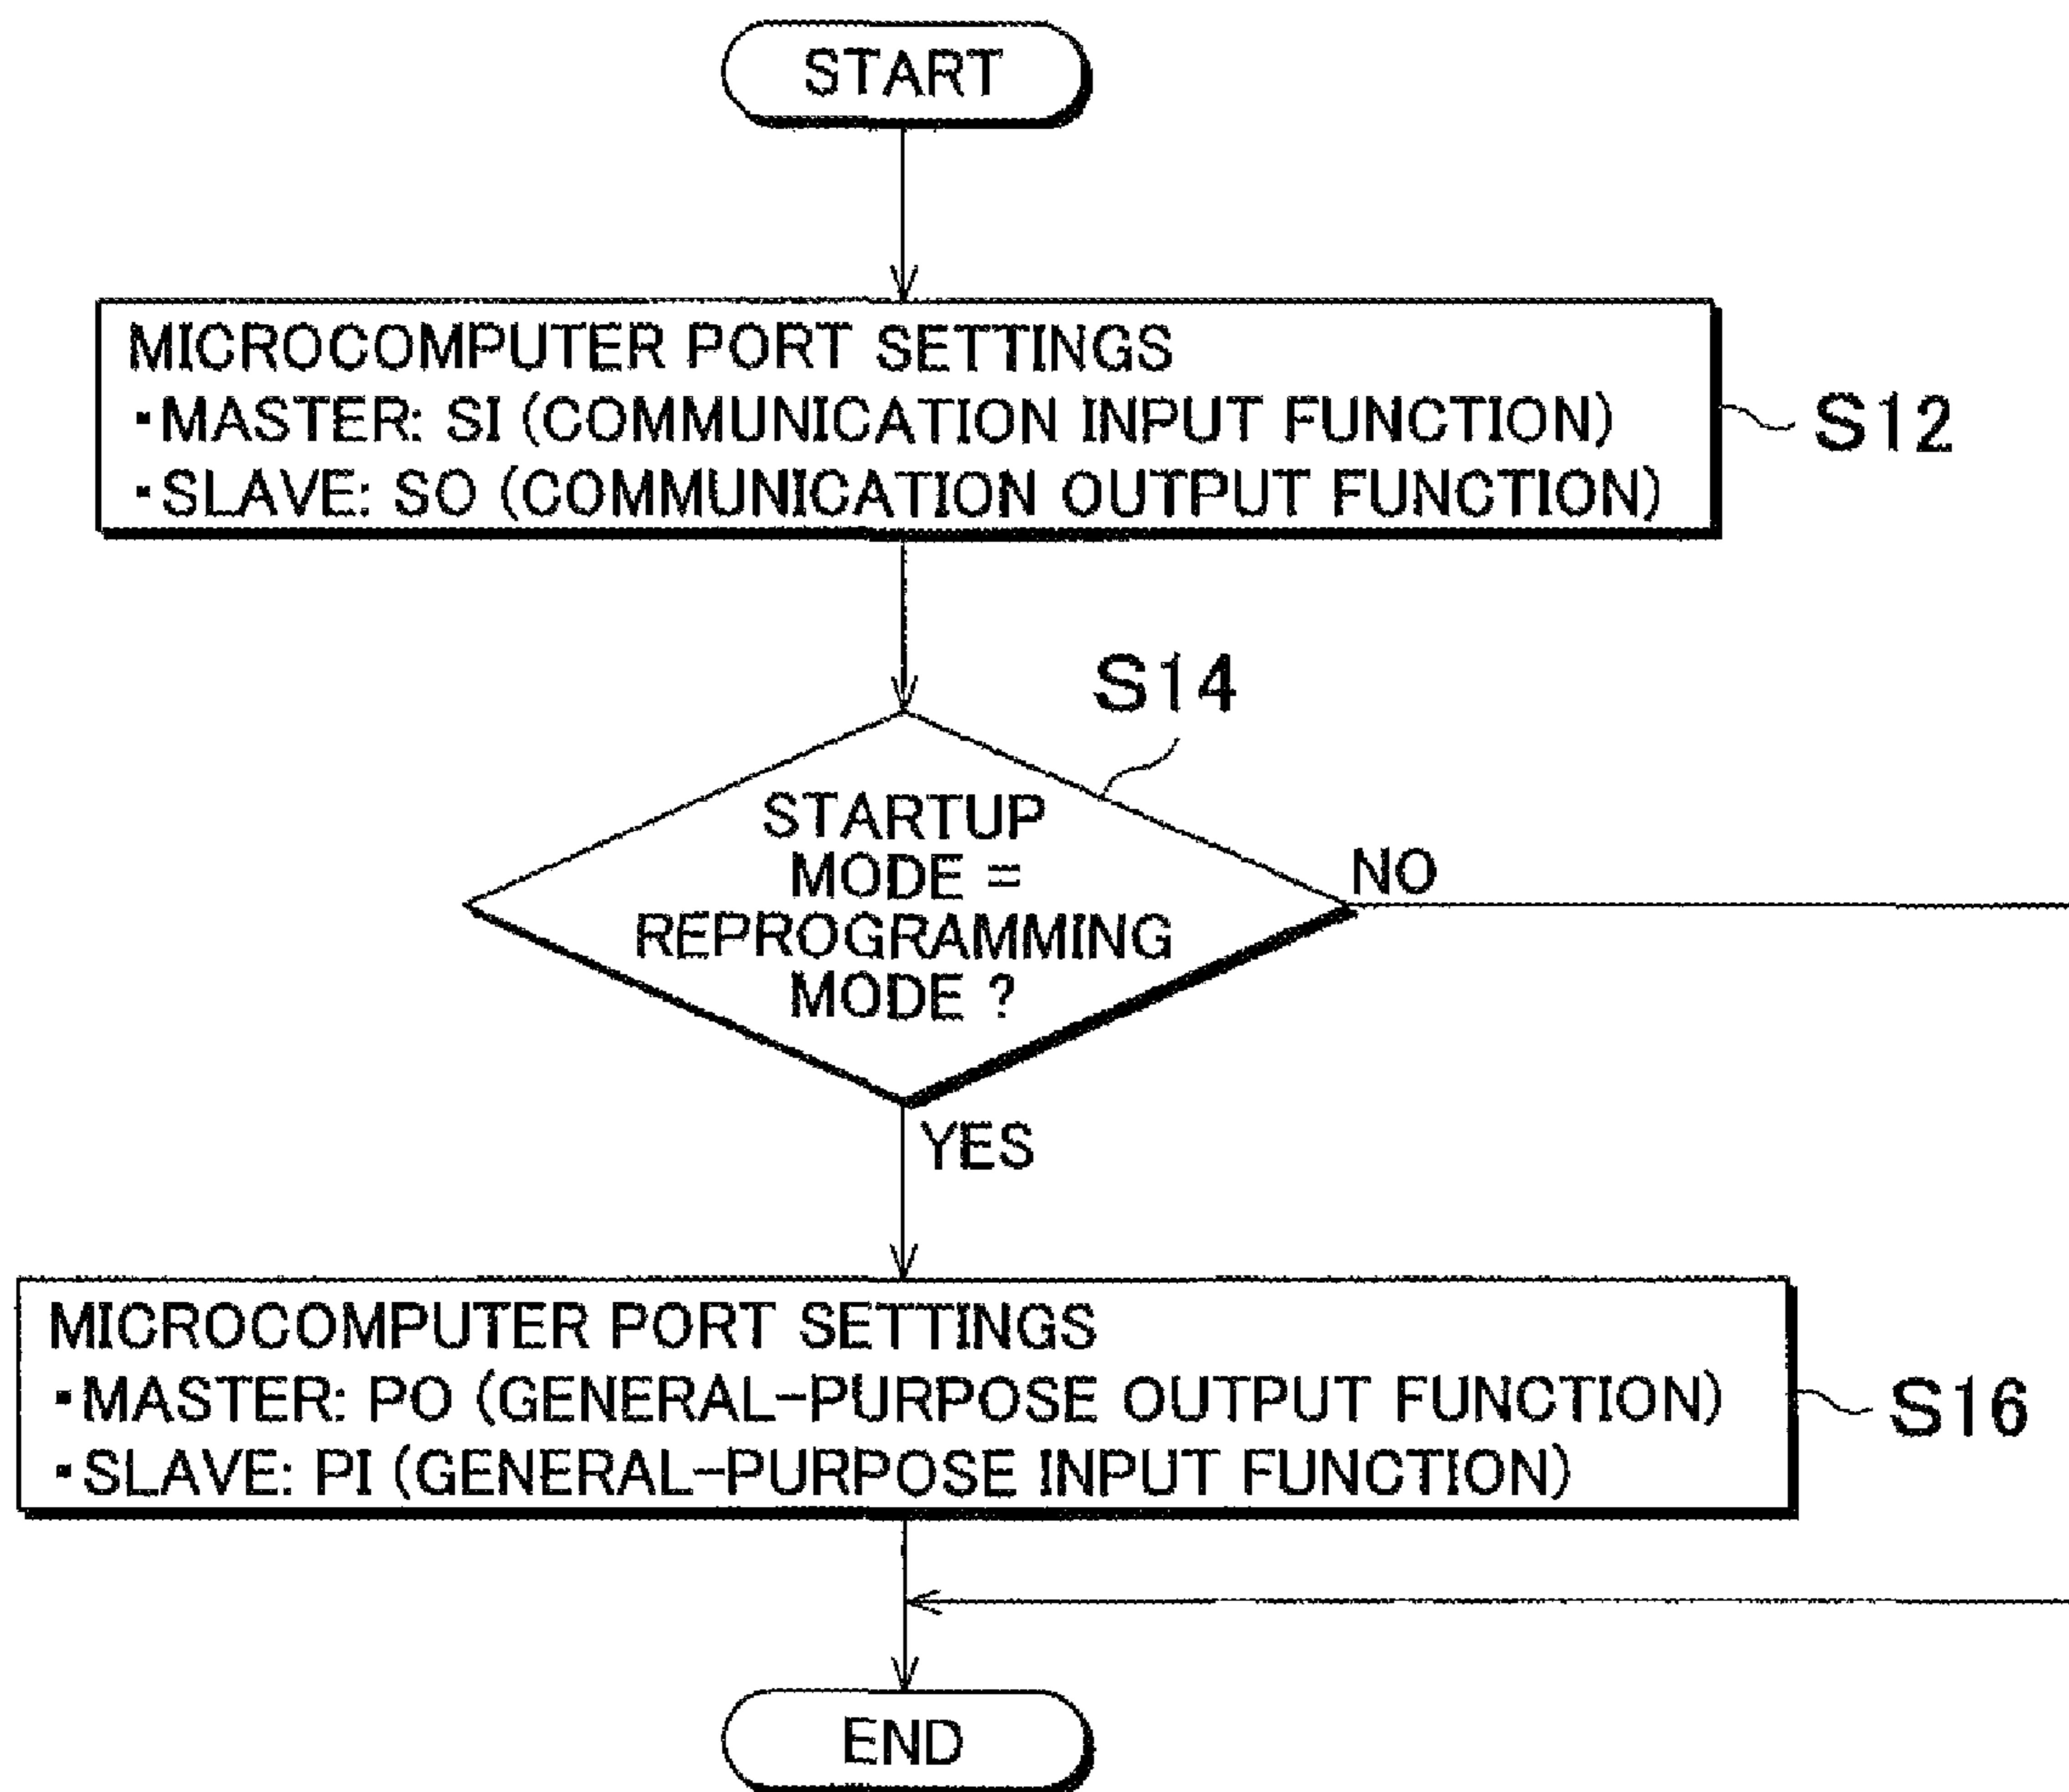 START
MICROCOMPUTER PORT SETTINGS
▪MASTER: SI (COMMUNICATION INPUT FUNCTION)
▪SLAVE: SO (COMMUNICATION OUTPUT FUNCTION)
S12
S14
STARTUP
MODE =
REPROGRAMMING
MODE ?
NO
YES
MICROCOMPUTER PORT SETTINGS
▪MASTER: PO (GENERAL-PURPOSE OUTPUT FUNCTION)
▪SLAVE: PI (GENERAL-PURPOSE INPUT FUNCTION)
S16
END